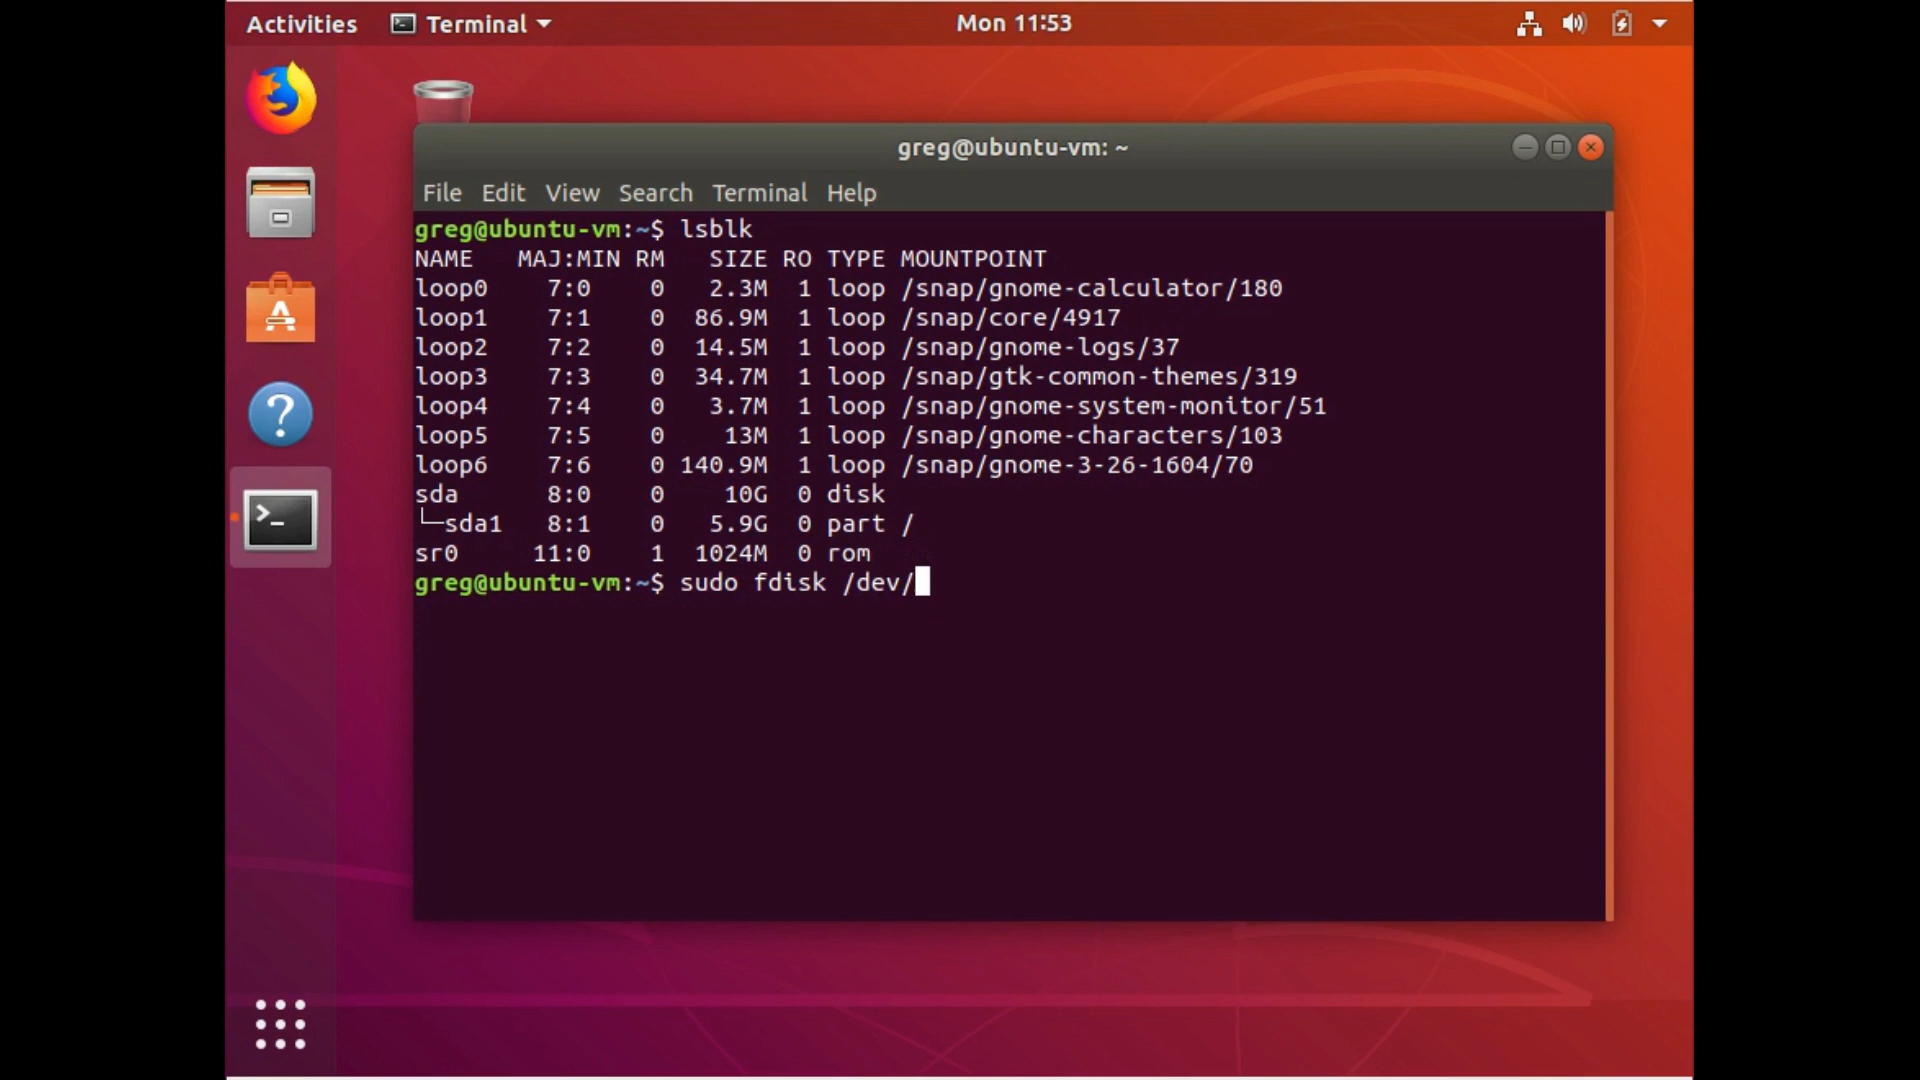 Activities Terminal Mon 11:53
greg@ubuntu-vm: ~
File Edit View Search Terminal Help
greg@ubuntu-vm:~$ lsblk
NAME   MAJ:MIN RM   SIZE RO TYPE MOUNTPOINT
loop0    7:0    0   2.3M  1 loop /snap/gnome-calculator/180
loop1    7:1    0  86.9M  1 loop /snap/core/4917
loop2    7:2    0  14.5M  1 loop /snap/gnome-logs/37
loop3    7:3    0  34.7M  1 loop /snap/gtk-common-themes/319
loop4    7:4    0   3.7M  1 loop /snap/gnome-system-monitor/51
loop5    7:5    0    13M  1 loop /snap/gnome-characters/103
loop6    7:6    0 140.9M  1 loop /snap/gnome-3-26-1604/70
sda      8:0    0    10G  0 disk
└─sda1   8:1    0   5.9G  0 part /
sr0     11:0    1  1024M  0 rom
greg@ubuntu-vm:~$ sudo fdisk /dev/